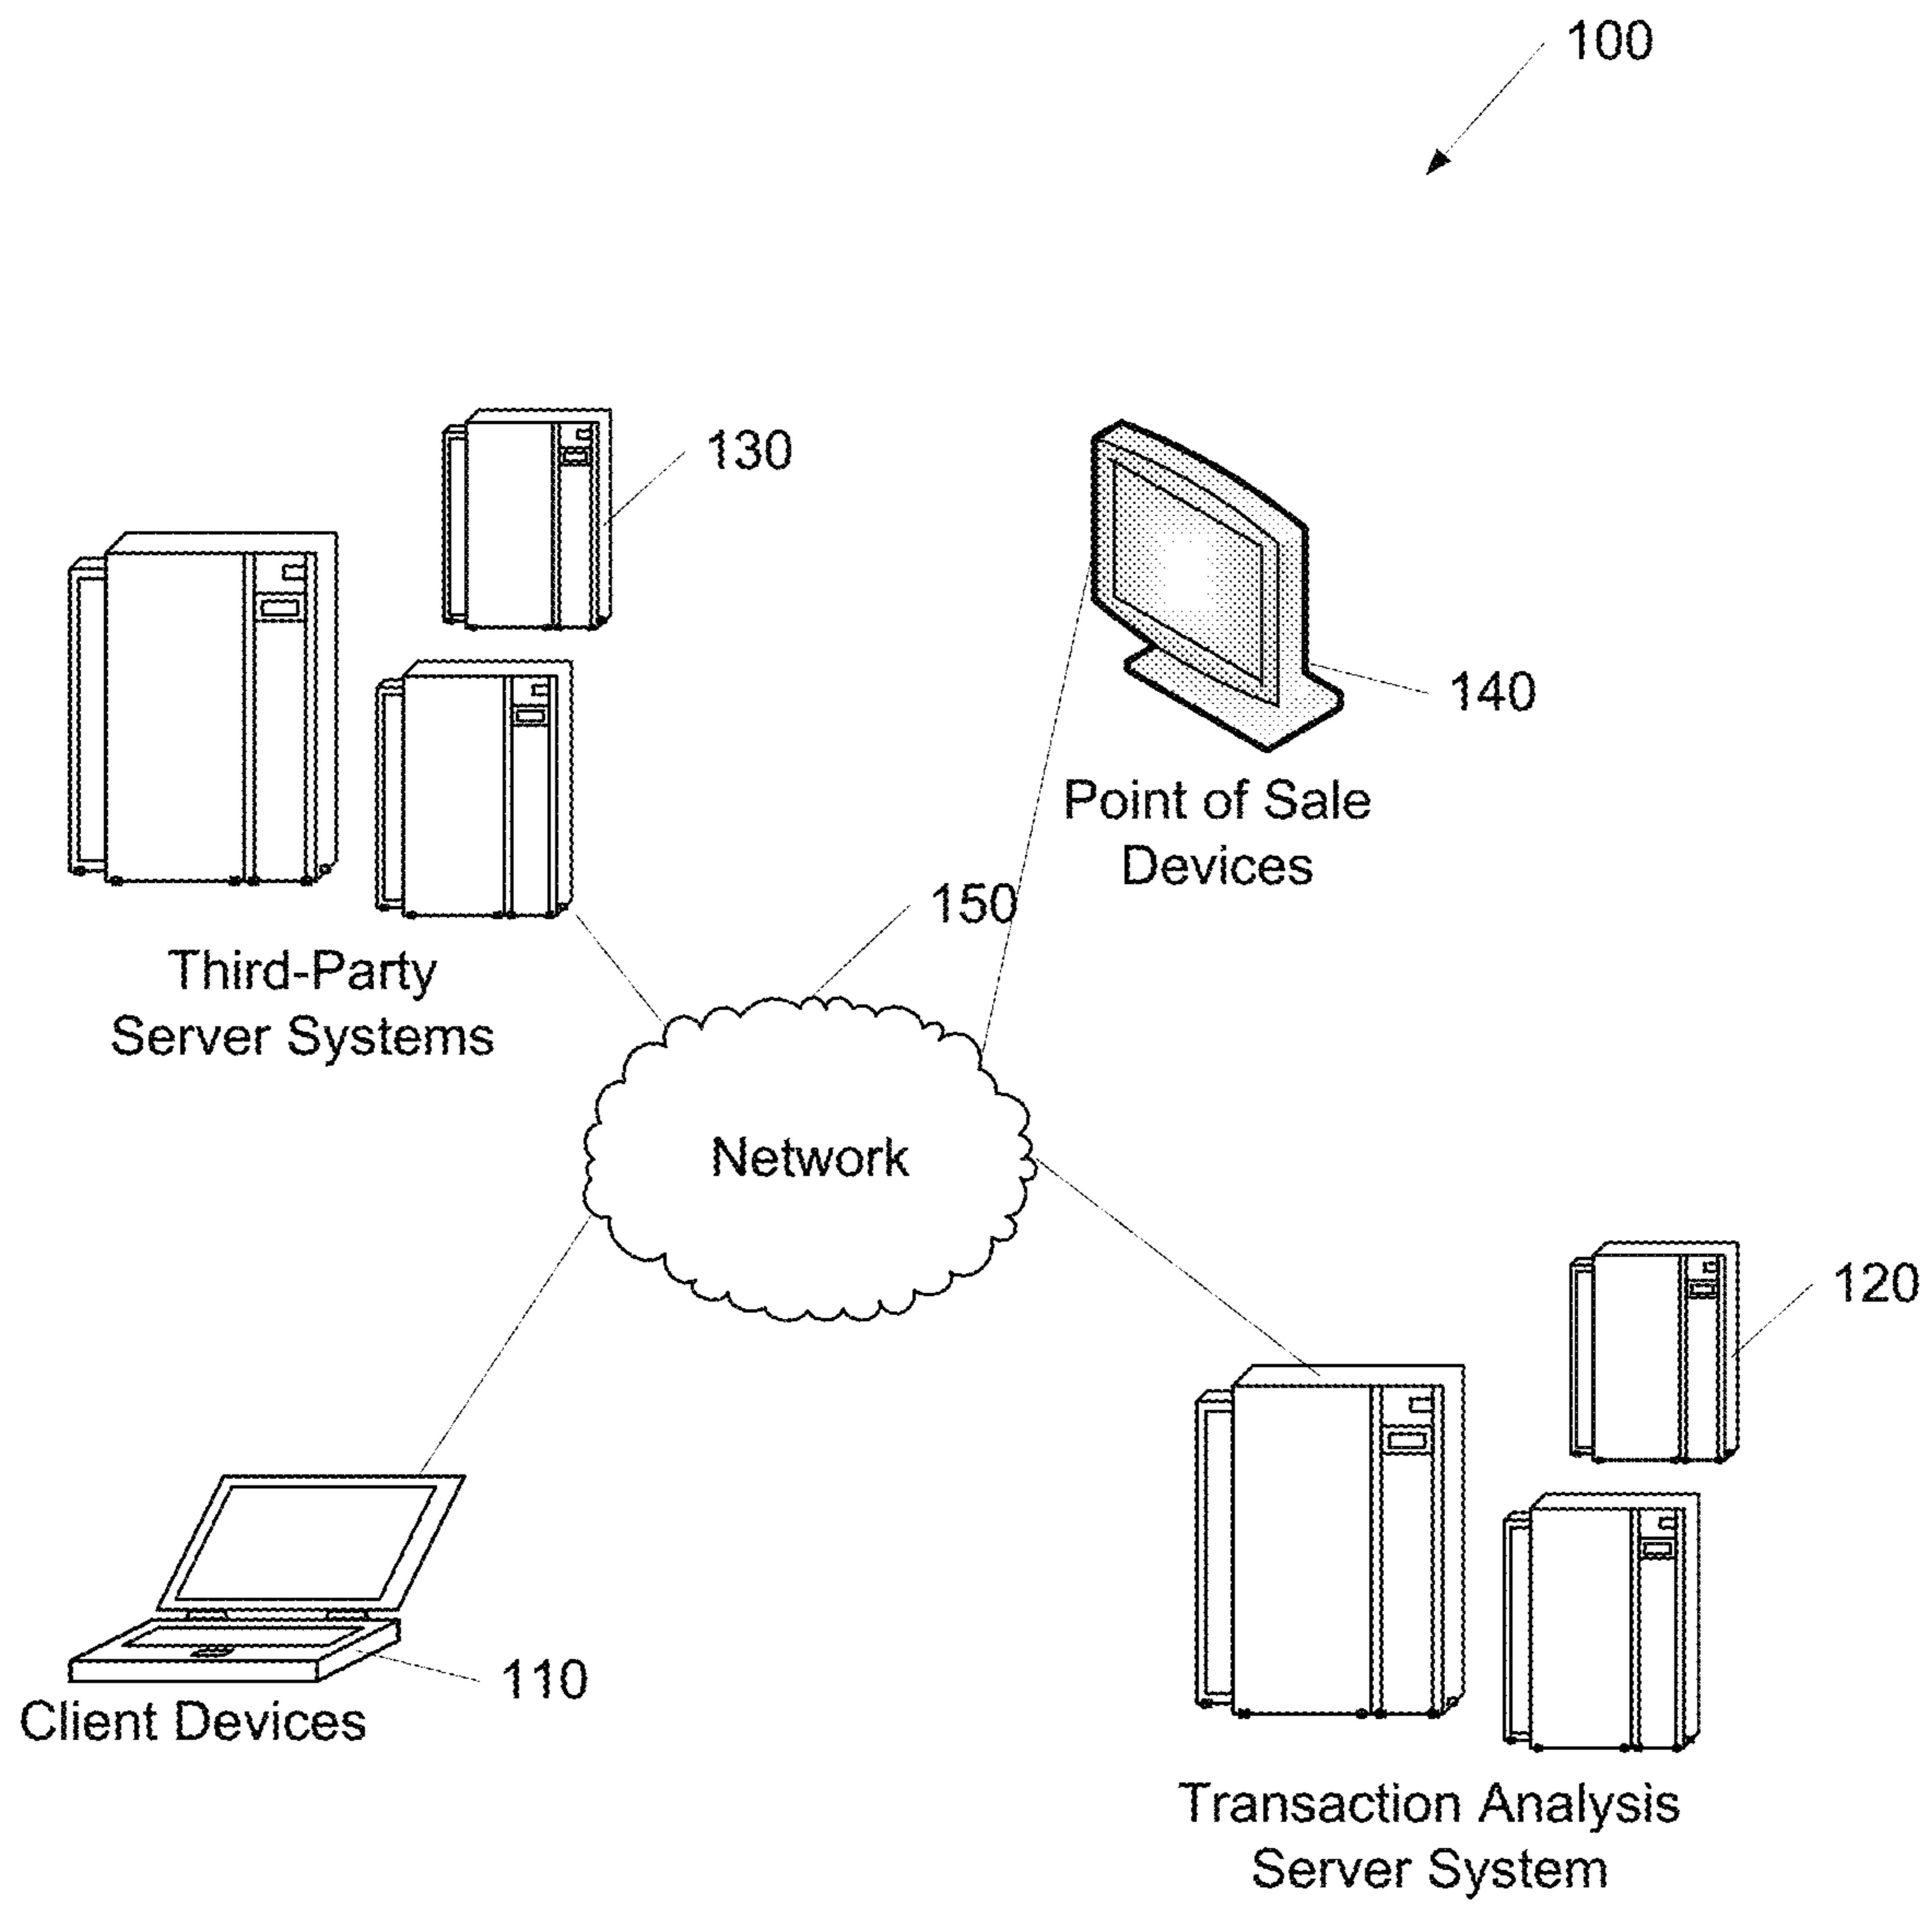 100
130
140
Point of Sale
Devices
150
Third-Party
Server Systems
Network
120
110
Client Devices
Transaction Analysis
Server System